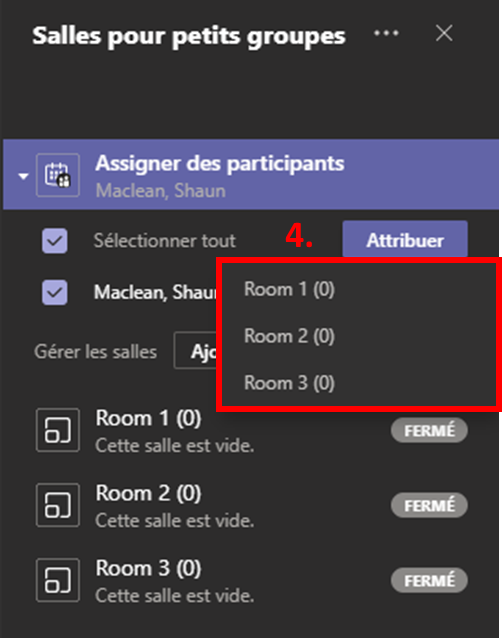 Salles pour petits groupes
Assigner des participants
Maclean, Shaun
Sélectionner tout
4.
Attribuer
Maclean, Shaun
Room 1 (0)
Room 2 (0)
Room 3 (0)
Gérer les salles
Ajo
Room 1 (0)
Cette salle est vide.
FERMÉ
Room 2 (0)
Cette salle est vide.
FERMÉ
Room 3 (0)
Cette salle est vide.
FERMÉ